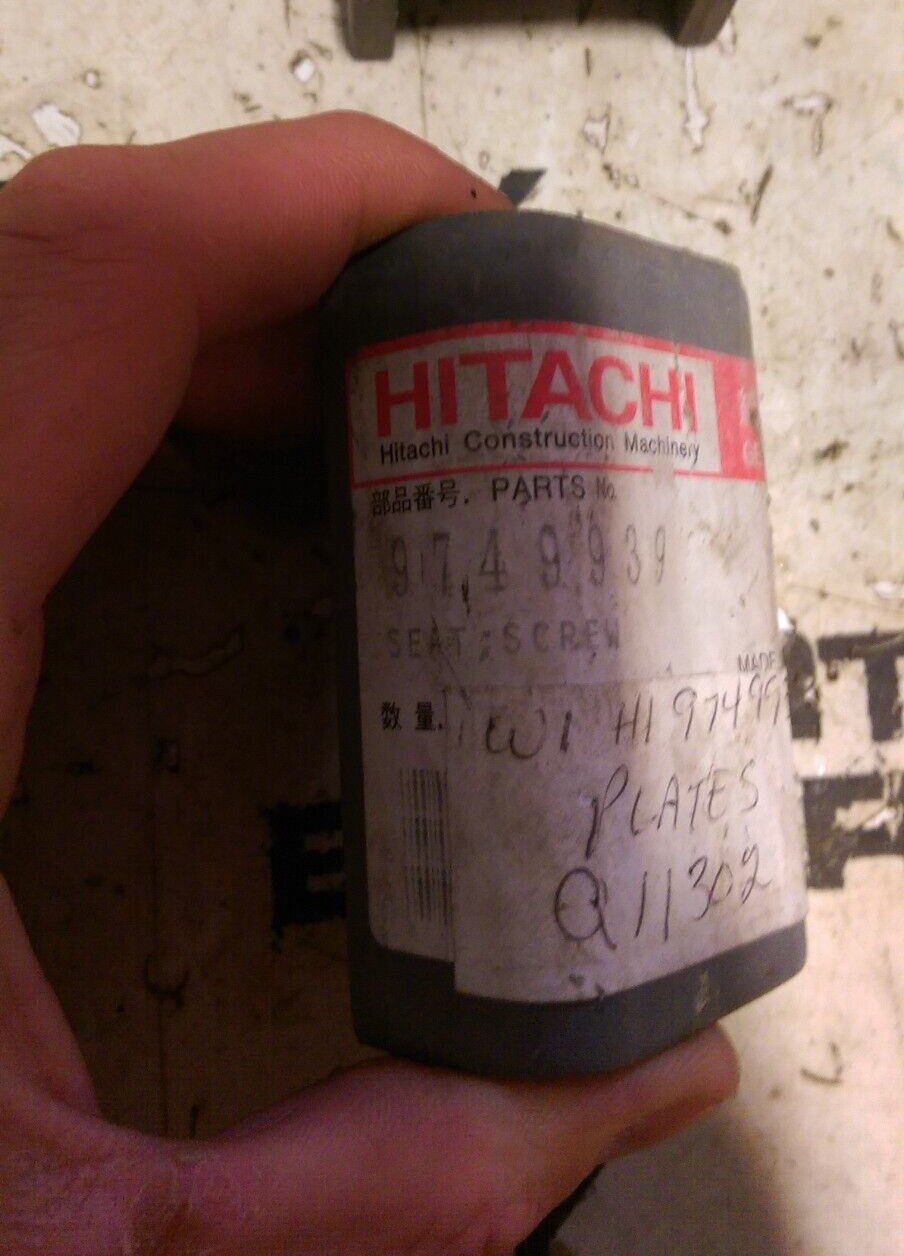 HITACHI
Hitachi Construction Machinery
部品番号. PARTS No.
9749939
SEAT;SCREW
MADE
数量.
W/ HI 97499
PLATES
Q11302